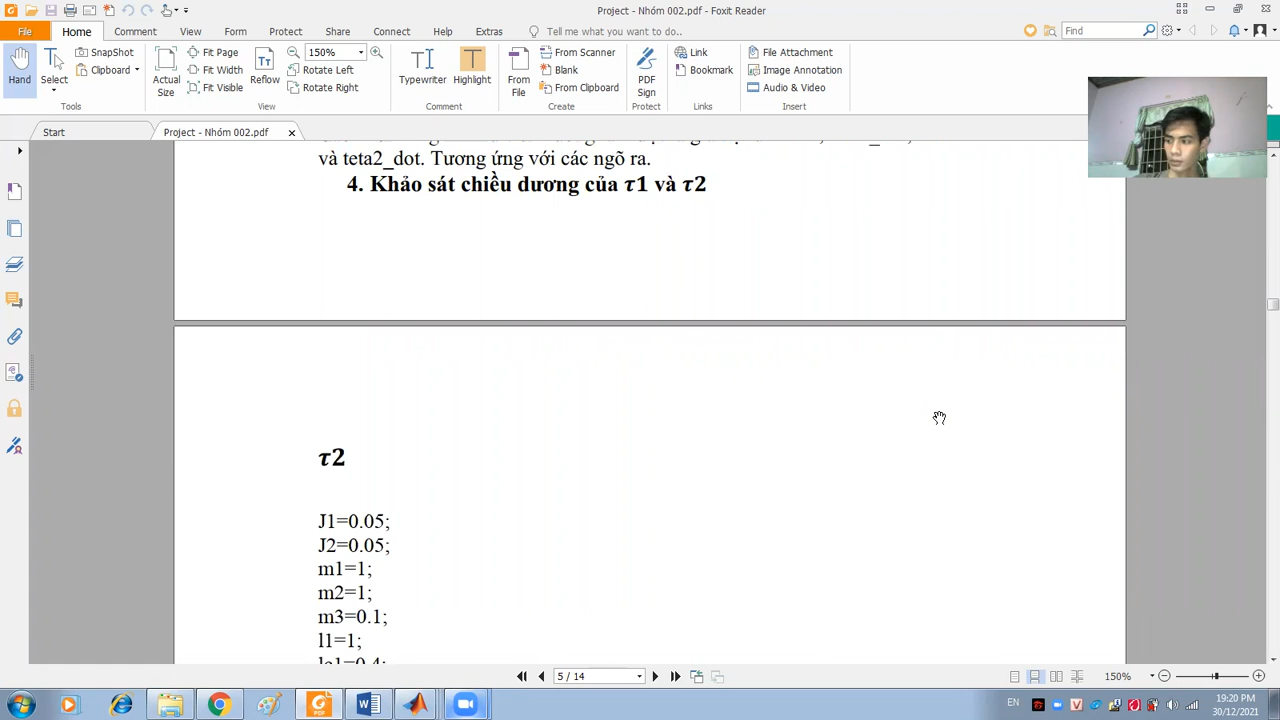 Project - Nhóm 002.pdf - Foxit Reader
File
Home
Comment
View
Form
Protect
Share
Connect
Help
Extras
Tell me what you want to do..
Find
Hand
Select
SnapShot
Clipboard
Actual Size
Fit Page
Fit Width
Fit Visible
Reflow
150%
Rotate Left
Rotate Right
Typewriter
Highlight
From File
From Scanner
Blank
From Clipboard
PDF Sign
Link
Bookmark
File Attachment
Image Annotation
Audio & Video
Tools
View
Comment
Create
Protect
Links
Insert
Start
Project - Nhóm 002.pdf
và teta2_dot. Tương ứng với các ngõ ra.
4. Khảo sát chiều dương của τ1 và τ2
τ2
J1=0.05;
J2=0.05;
m1=1;
m2=1;
m3=0.1;
l1=1;
5 / 14
150%
EN
19:20 PM
30/12/2021